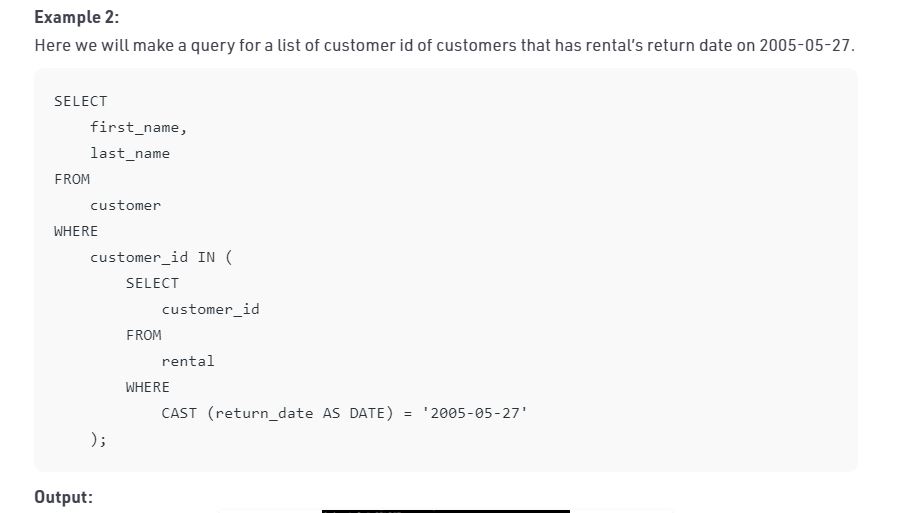 Example 2:
Here we will make a query for a list of customer id of customers that has rental's return date on 2005-05-27.
SELECT
first_name,
last_name
FROM
customer
WHERE
customer_id IN (
SELECT
customer_id
FROM
rental
WHERE
CAST (return_date AS DATE) = '2005-05-27'
);
Output: